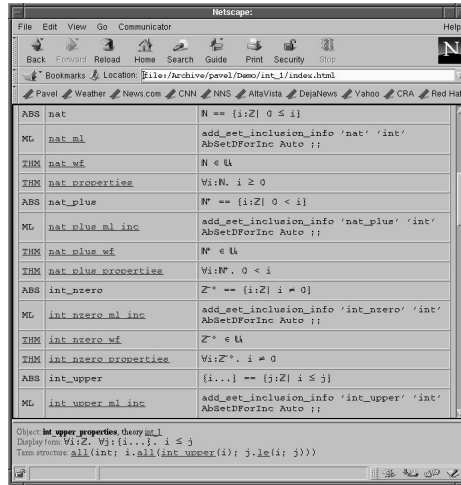 Netscape:
File Edit View Go Communicator Help
Back Forward Reload Home Search Guide Print Security Stop
N
Bookmarks Location: file:/Archive/pavel/Demo/int_1/index.html
Pavel Weather News.com CNN NNS AltaVista DejaNews Yahoo CRA Red Hat
ABS nat ℕ == {i:ℤ| 0 ≤ i}
ML nat ml add_set_inclusion_info 'nat' 'int'
AbSetDForInc Auto ;;
THM nat wf ℕ ∈ 𝕌
THM nat properties ∀i:ℕ. i ≥ 0
ABS nat_plus ℕ⁺ == {i:ℤ| 0 < i}
ML nat plus ml inc add_set_inclusion_info 'nat_plus' 'int'
AbSetDForInc Auto ;;
THM nat plus wf ℕ⁺ ∈ 𝕌
THM nat plus properties ∀i:ℕ⁺. 0 < i
ABS int_nzero ℤ⁻⁰ == {i:ℤ| i ≠ 0}
ML int nzero ml inc add_set_inclusion_info 'int_nzero' 'int'
AbSetDForInc Auto ;;
THM int nzero wf ℤ⁻⁰ ∈ 𝕌
THM int nzero properties ∀i:ℤ⁻⁰. i ≠ 0
ABS int_upper {i...} == {j:ℤ| i ≤ j}
ML int upper ml inc add_set_inclusion_info 'int_upper' 'int'
AbSetDForInc Auto ;;
Object: int_upper_properties, theory int_1
Display form: ∀i:ℤ. ∀j:{i...}. i ≤ j
Term structure: all(int; i.all(int upper(i); j.le(i; j)))